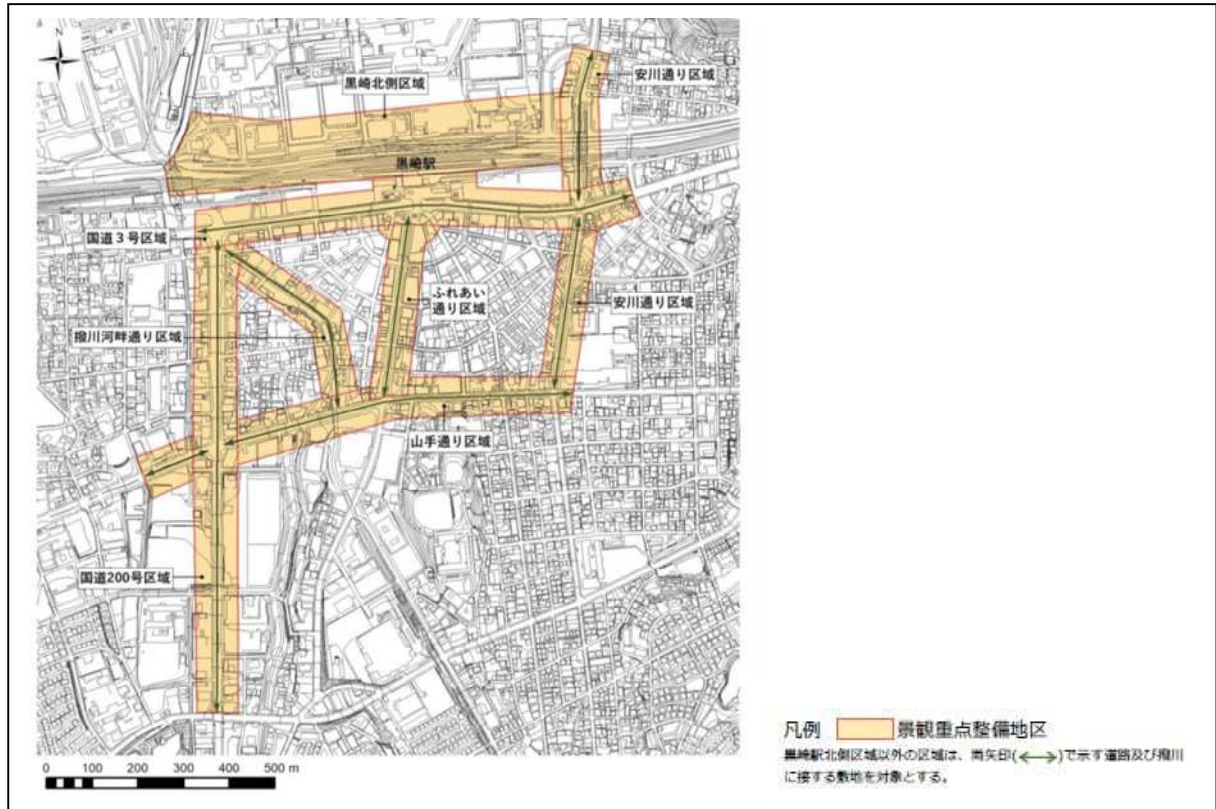 N
安川通り区域
黒崎北側区域
黒崎駅
国道3号区域
ふれあい
通り区域
安川通り区域
撥川河畔通り区域
山手通り区域
国道200号区域
0 100 200 300 400 500 m
凡例 景観重点整備地区
黒崎駅北側区域以外の区域は、両矢印(⟷)で示す道路及び撥川
に接する敷地を対象とする。